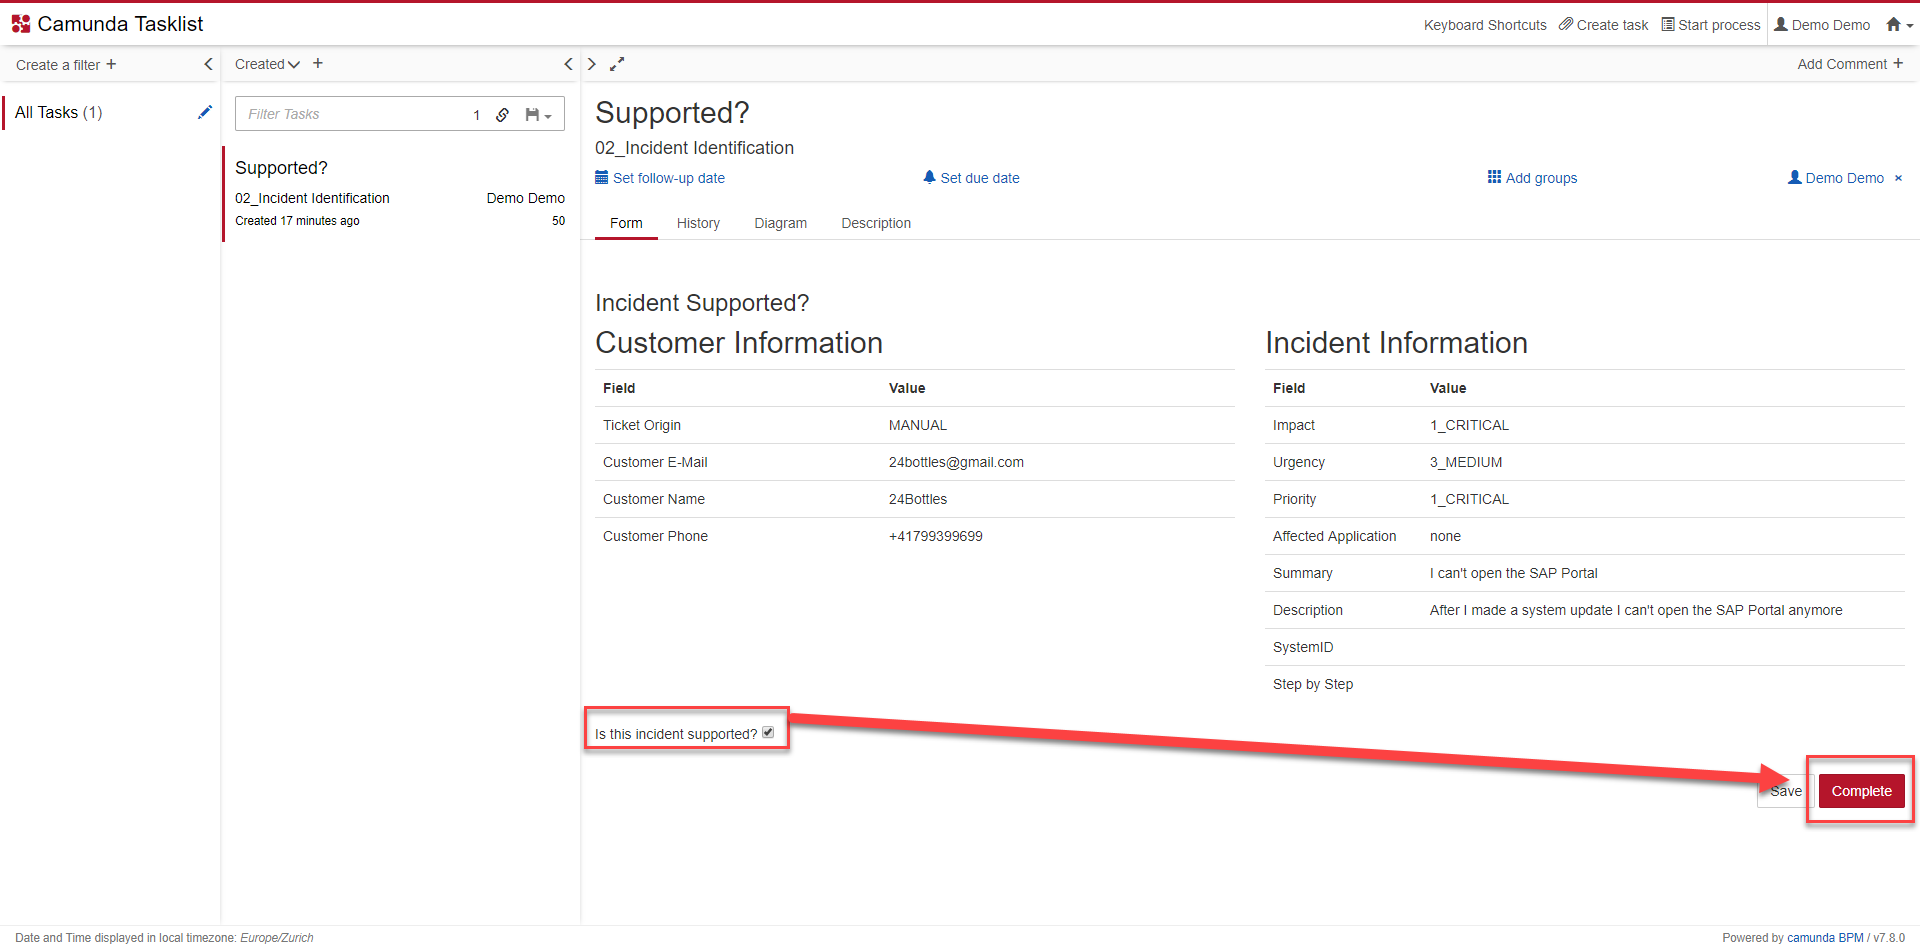 Camunda Tasklist
Keyboard Shortcuts Create task Start process Demo Demo
Create a filter +
Created +
Add Comment +
All Tasks (1)
Filter Tasks 1
Supported?
02_Incident Identification Demo Demo
Created 17 minutes ago 50
Supported?
02_Incident Identification
Set follow-up date Set due date Add groups Demo Demo ×
Form History Diagram Description
Incident Supported?
Customer Information
Field Value
Ticket Origin MANUAL
Customer E-Mail 24bottles@gmail.com
Customer Name 24Bottles
Customer Phone +41799399699
Incident Information
Field Value
Impact 1_CRITICAL
Urgency 3_MEDIUM
Priority 1_CRITICAL
Affected Application none
Summary I can't open the SAP Portal
Description After I made a system update I can't open the SAP Portal anymore
SystemID
Step by Step
Is this incident supported?
Save Complete
Date and Time displayed in local timezone: Europe/Zurich
Powered by camunda BPM / v7.8.0